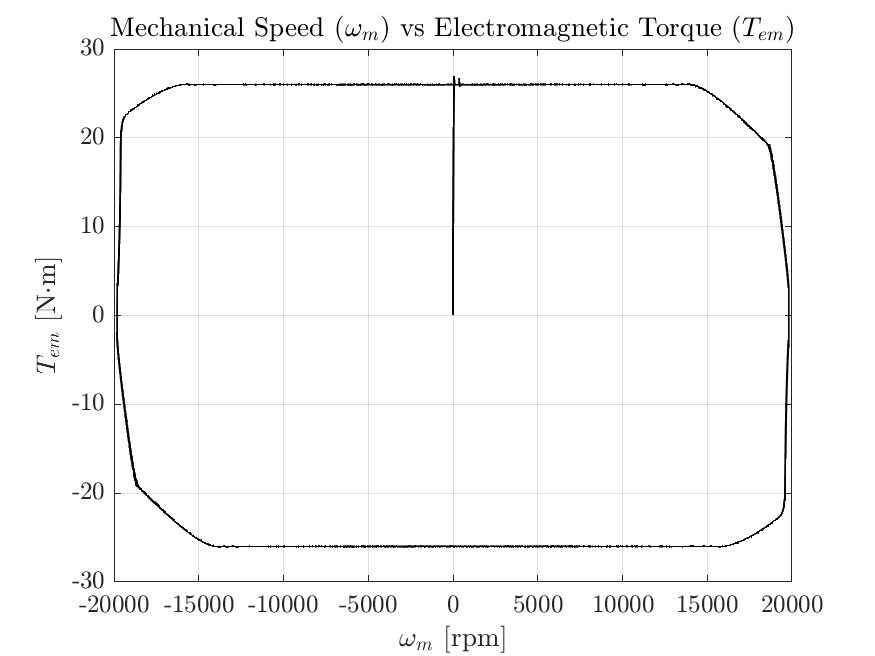 Mechanical Speed (ωₘ) vs Electromagnetic Torque (Tₑₘ)
30
20
10
0
-10
-20
-30
Tₑₘ [N·m]
-20000 -15000 -10000 -5000 0 5000 10000 15000 20000
ωₘ [rpm]